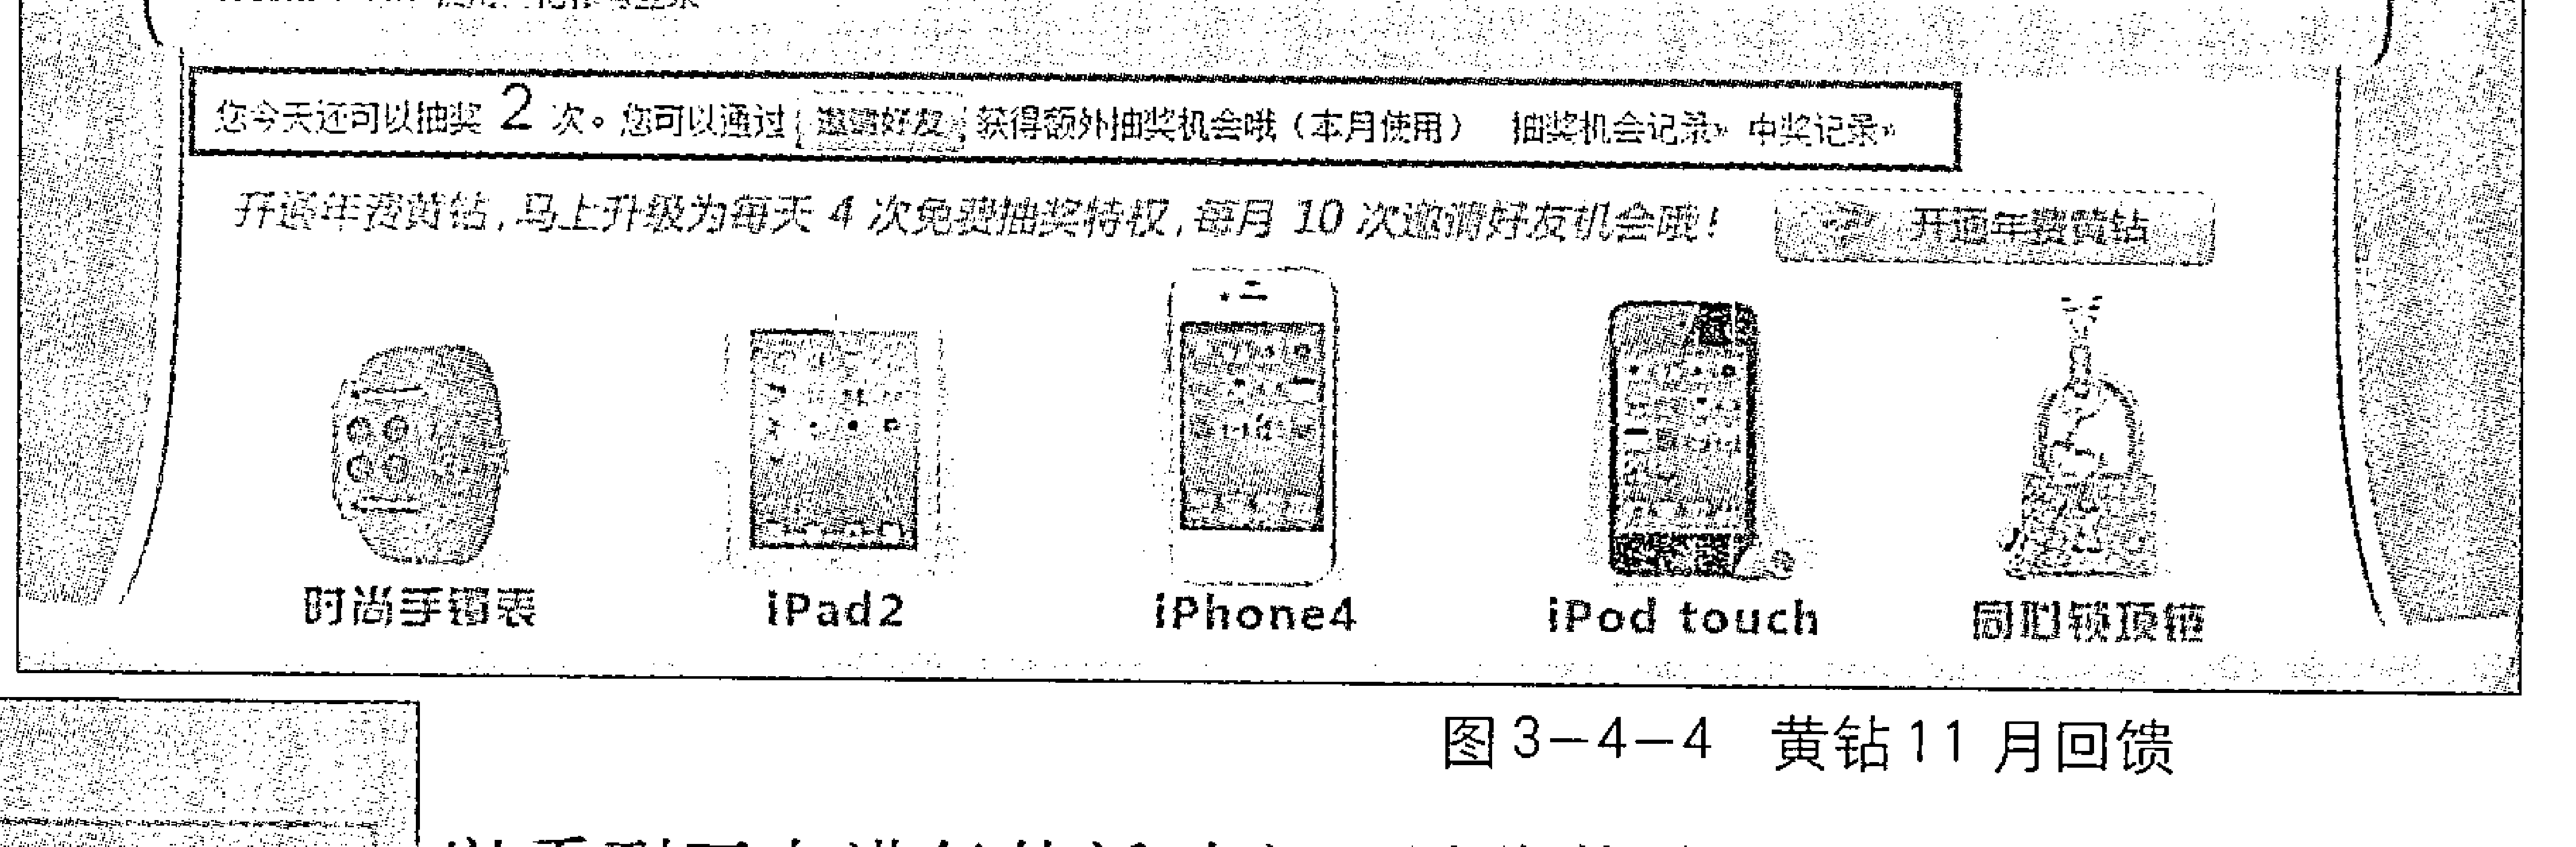 您今天还可以抽奖 2 次。您可以通过 邀请好友 获得额外抽奖机会哦（本月使用） 抽奖机会记录» 中奖记录»
开通年费黄钻,马上升级为每天 4 次免费抽奖特权,每月 10 次邀请好友机会哦! 开通年费黄钻
时尚手镯表 iPad2 iPhone4 iPod touch 同心锁项链
图 3-4-4 黄钻 11 月回馈